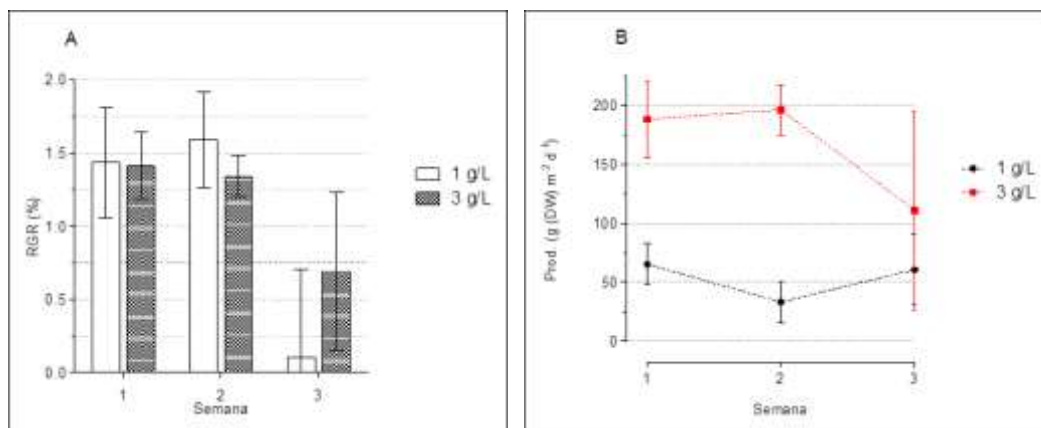 A
RGR (%)
2.0
1.5
1.0
0.5
0.0
1
2
3
Semana
1 g/L
3 g/L
B
Prod. (g (DW) m⁻² d⁻¹)
200
150
100
50
0
1
2
3
Semana
1 g/L
3 g/L